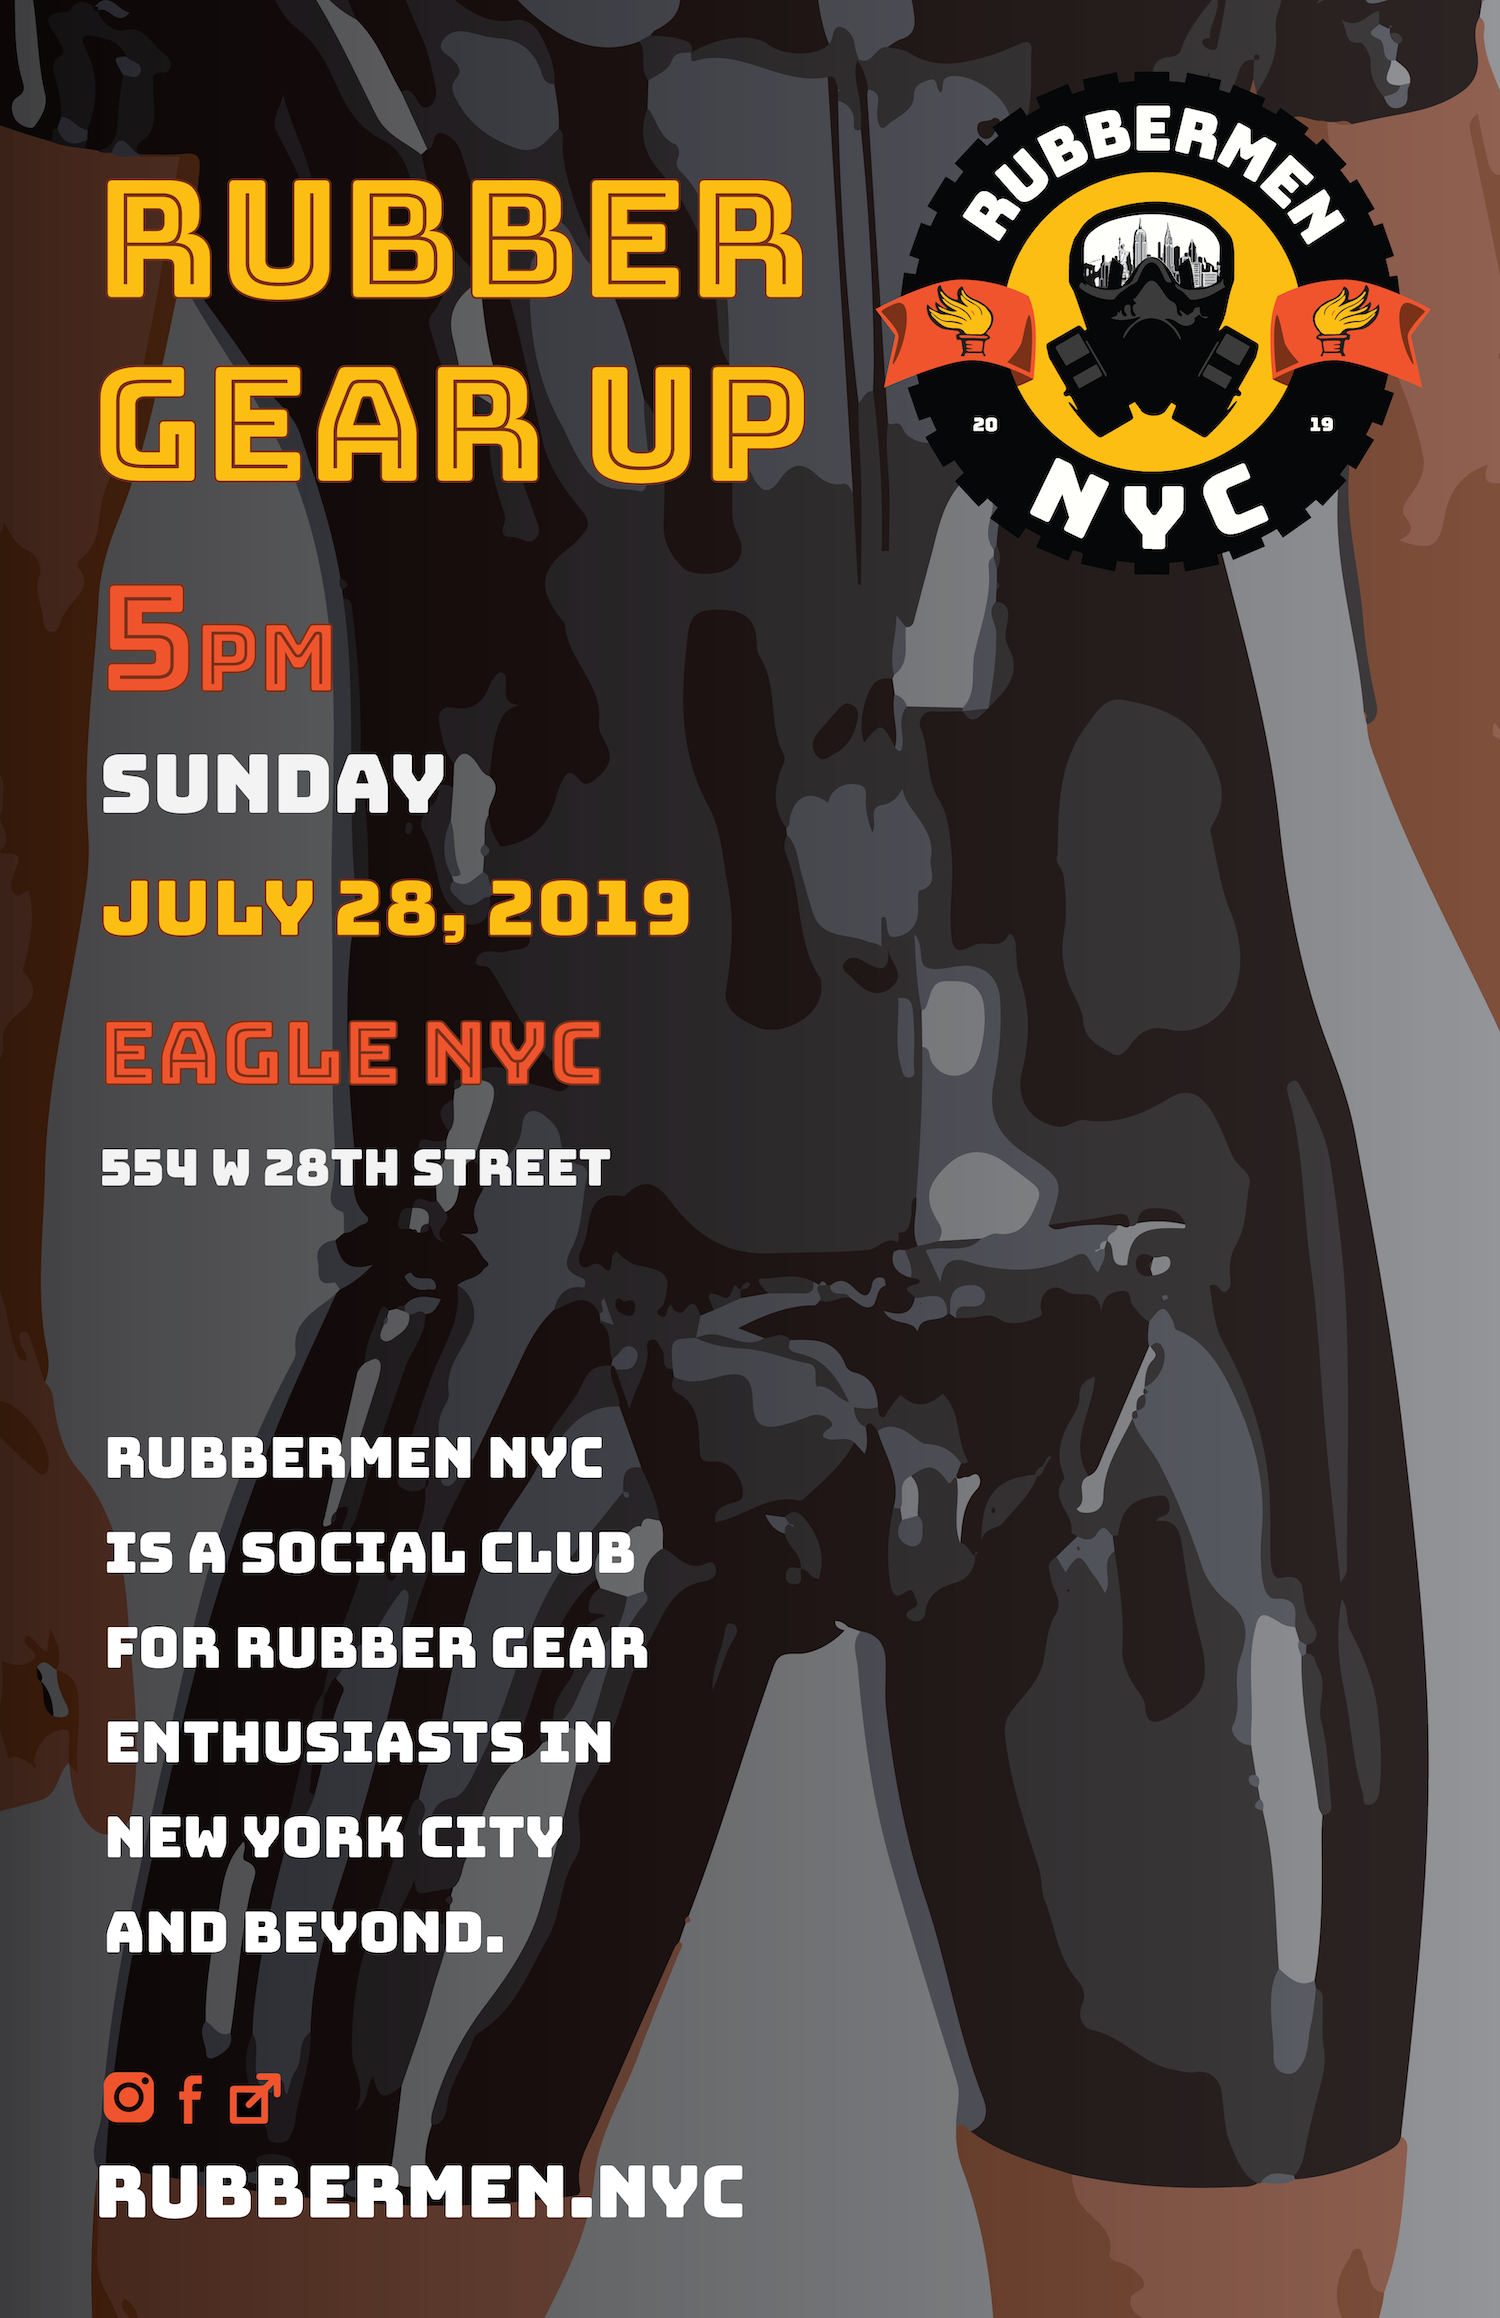 RUBBER
GEAR UP
RUBBERMEN
20 19
NYC
5PM
SUNDAY
JULY 28, 2019
EAGLE NYC
554 W 28TH STREET
RUBBERMEN NYC
IS A SOCIAL CLUB
FOR RUBBER GEAR
ENTHUSIASTS IN
NEW YORK CITY
AND BEYOND.
RUBBERMEN.NYC